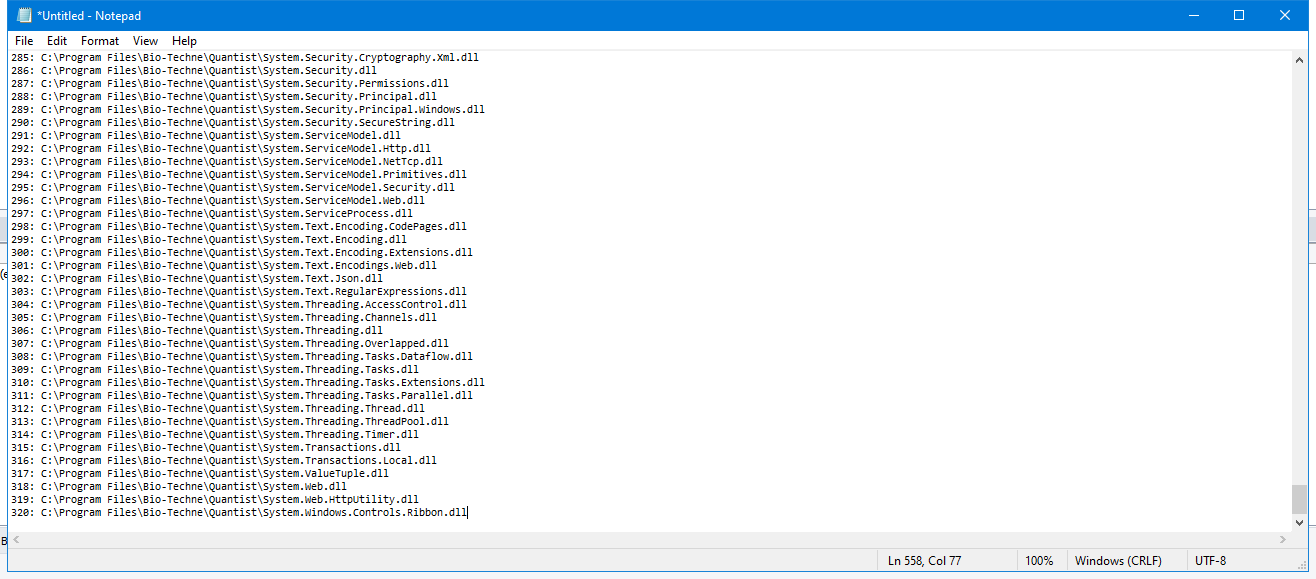 *Untitled - Notepad
File Edit Format View Help
285: C:\Program Files\Bio-Techne\Quantist\System.Security.Cryptography.Xml.dll
286: C:\Program Files\Bio-Techne\Quantist\System.Security.dll
287: C:\Program Files\Bio-Techne\Quantist\System.Security.Permissions.dll
288: C:\Program Files\Bio-Techne\Quantist\System.Security.Principal.dll
289: C:\Program Files\Bio-Techne\Quantist\System.Security.Principal.Windows.dll
290: C:\Program Files\Bio-Techne\Quantist\System.Security.SecureString.dll
291: C:\Program Files\Bio-Techne\Quantist\System.ServiceModel.dll
292: C:\Program Files\Bio-Techne\Quantist\System.ServiceModel.Http.dll
293: C:\Program Files\Bio-Techne\Quantist\System.ServiceModel.NetTcp.dll
294: C:\Program Files\Bio-Techne\Quantist\System.ServiceModel.Primitives.dll
295: C:\Program Files\Bio-Techne\Quantist\System.ServiceModel.Security.dll
296: C:\Program Files\Bio-Techne\Quantist\System.ServiceModel.Web.dll
297: C:\Program Files\Bio-Techne\Quantist\System.ServiceProcess.dll
298: C:\Program Files\Bio-Techne\Quantist\System.Text.Encoding.CodePages.dll
299: C:\Program Files\Bio-Techne\Quantist\System.Text.Encoding.dll
300: C:\Program Files\Bio-Techne\Quantist\System.Text.Encoding.Extensions.dll
301: C:\Program Files\Bio-Techne\Quantist\System.Text.Encodings.Web.dll
302: C:\Program Files\Bio-Techne\Quantist\System.Text.Json.dll
303: C:\Program Files\Bio-Techne\Quantist\System.Text.RegularExpressions.dll
304: C:\Program Files\Bio-Techne\Quantist\System.Threading.AccessControl.dll
305: C:\Program Files\Bio-Techne\Quantist\System.Threading.Channels.dll
306: C:\Program Files\Bio-Techne\Quantist\System.Threading.dll
307: C:\Program Files\Bio-Techne\Quantist\System.Threading.Overlapped.dll
308: C:\Program Files\Bio-Techne\Quantist\System.Threading.Tasks.Dataflow.dll
309: C:\Program Files\Bio-Techne\Quantist\System.Threading.Tasks.dll
310: C:\Program Files\Bio-Techne\Quantist\System.Threading.Tasks.Extensions.dll
311: C:\Program Files\Bio-Techne\Quantist\System.Threading.Tasks.Parallel.dll
312: C:\Program Files\Bio-Techne\Quantist\System.Threading.Thread.dll
313: C:\Program Files\Bio-Techne\Quantist\System.Threading.ThreadPool.dll
314: C:\Program Files\Bio-Techne\Quantist\System.Threading.Timer.dll
315: C:\Program Files\Bio-Techne\Quantist\System.Transactions.dll
316: C:\Program Files\Bio-Techne\Quantist\System.Transactions.Local.dll
317: C:\Program Files\Bio-Techne\Quantist\System.ValueTuple.dll
318: C:\Program Files\Bio-Techne\Quantist\System.Web.dll
319: C:\Program Files\Bio-Techne\Quantist\System.Web.HttpUtility.dll
320: C:\Program Files\Bio-Techne\Quantist\System.Windows.Controls.Ribbon.dll
Ln 558, Col 77 100% Windows (CRLF) UTF-8